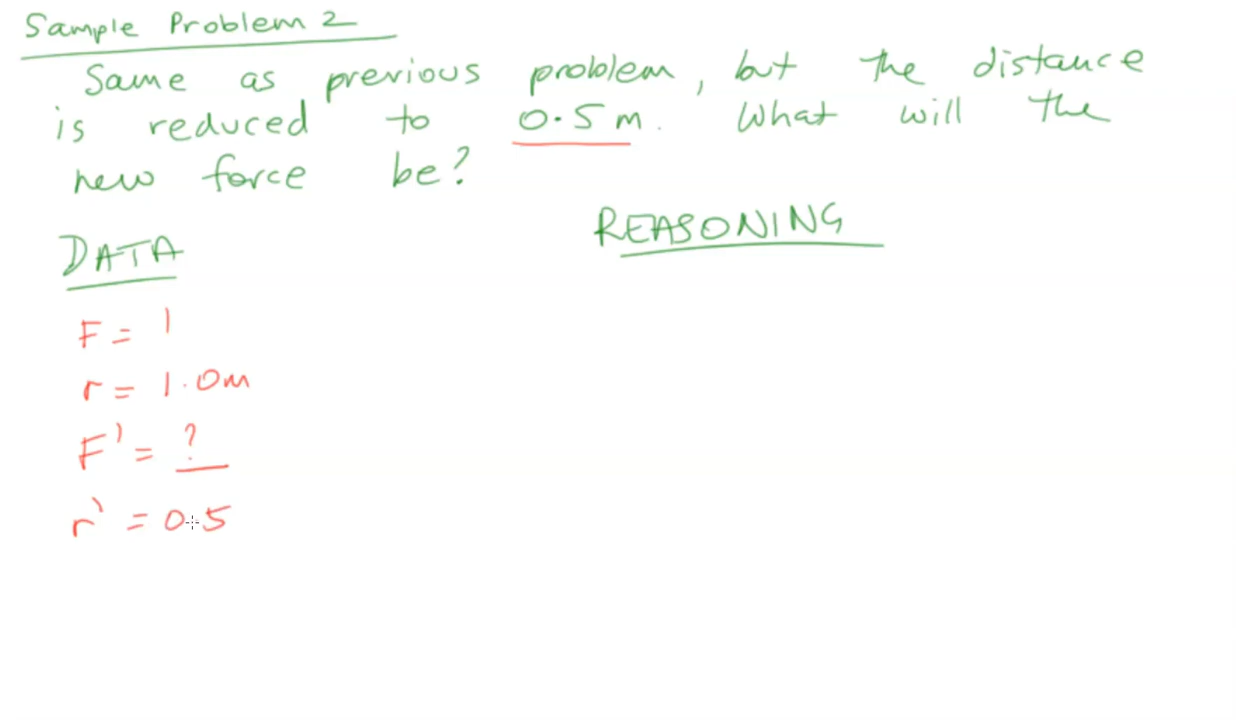 Sample Problem 2
Same as previous problem, but the distance
is reduced to 0.5 m. What will the
new force be?
DATA
REASONING
F = 1
r = 1.0m
F' = ?
r' = 0.5